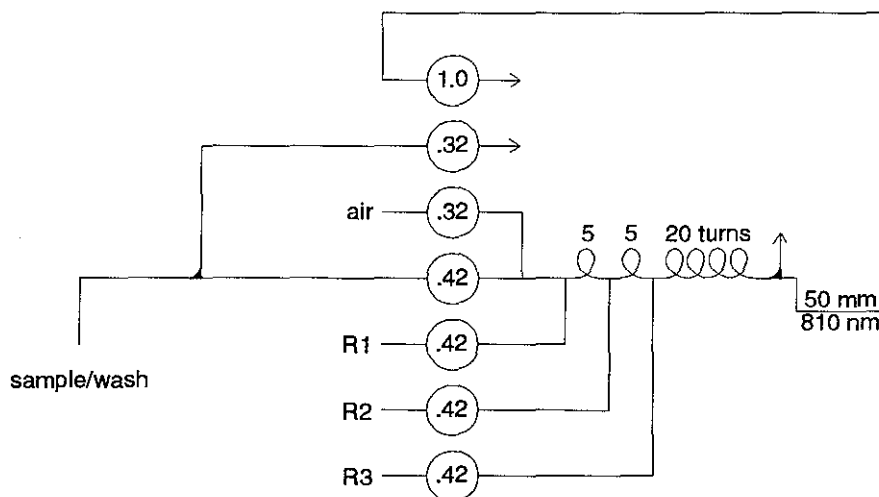 1.0
.32
air .32
5 5 20 turns
.42
50 mm
810 nm
R1 .42
sample/wash
R2 .42
R3 .42